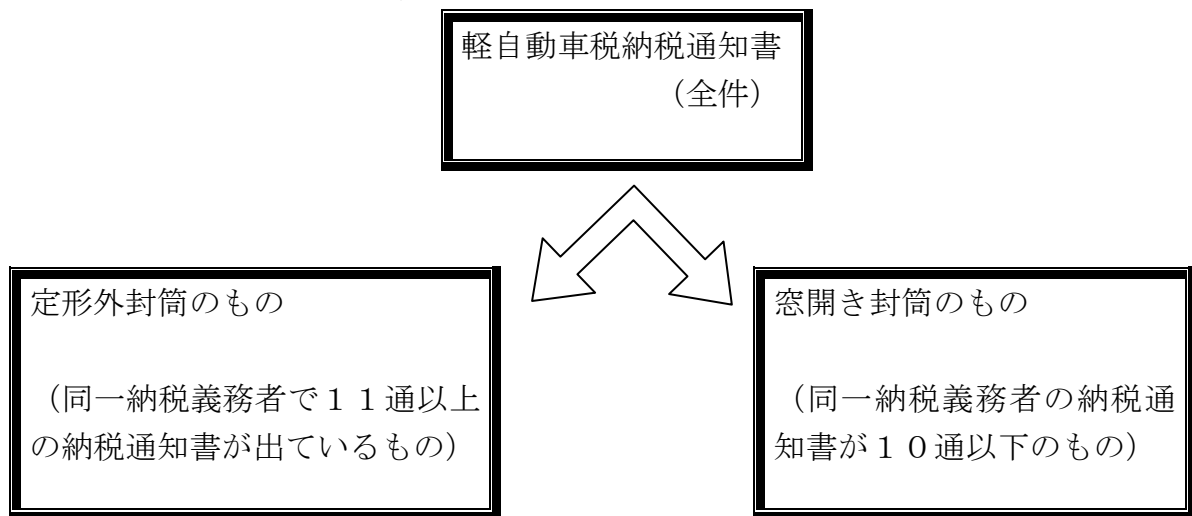 軽自動車税納税通知書
（全件）
定形外封筒のもの
（同一納税義務者で１１通以上
の納税通知書が出ているもの）
窓開き封筒のもの
（同一納税義務者の納税通
知書が１０通以下のもの）